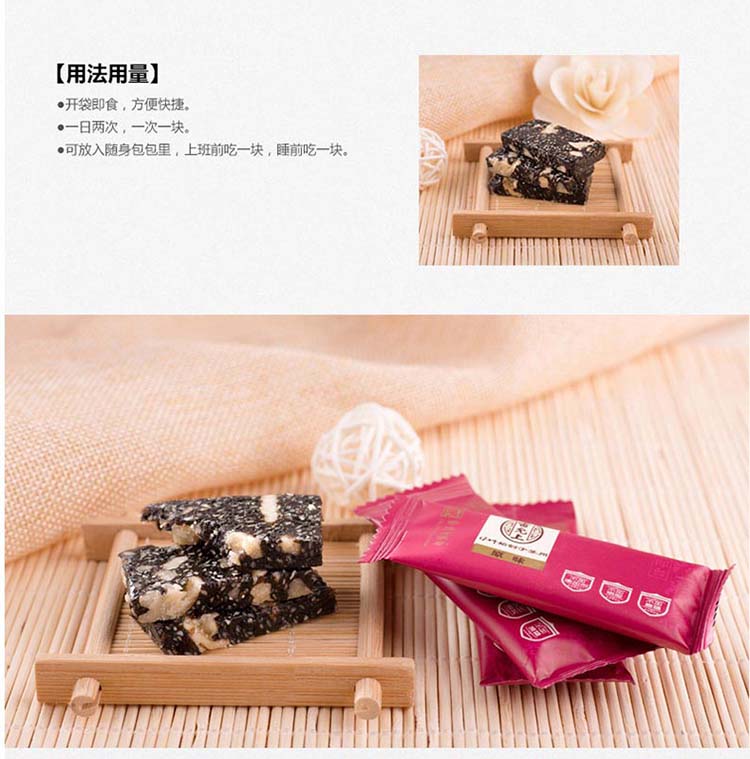 【用法用量】
●开袋即食，方便快捷。
●一日两次，一次一块。
●可放入随身包包里，上班前吃一块，睡前吃一块。
原味